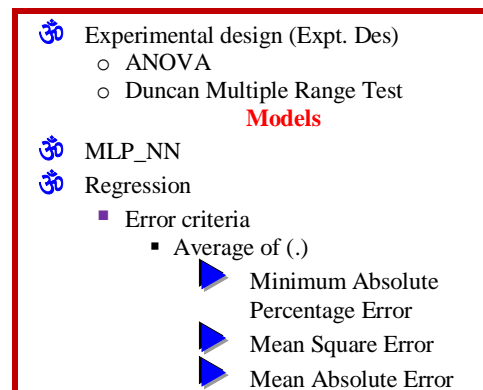 ॐ Experimental design (Expt. Des)
o ANOVA
o Duncan Multiple Range Test
Models
ॐ MLP_NN
ॐ Regression
▪ Error criteria
▪ Average of (.)
Minimum Absolute
Percentage Error
Mean Square Error
Mean Absolute Error